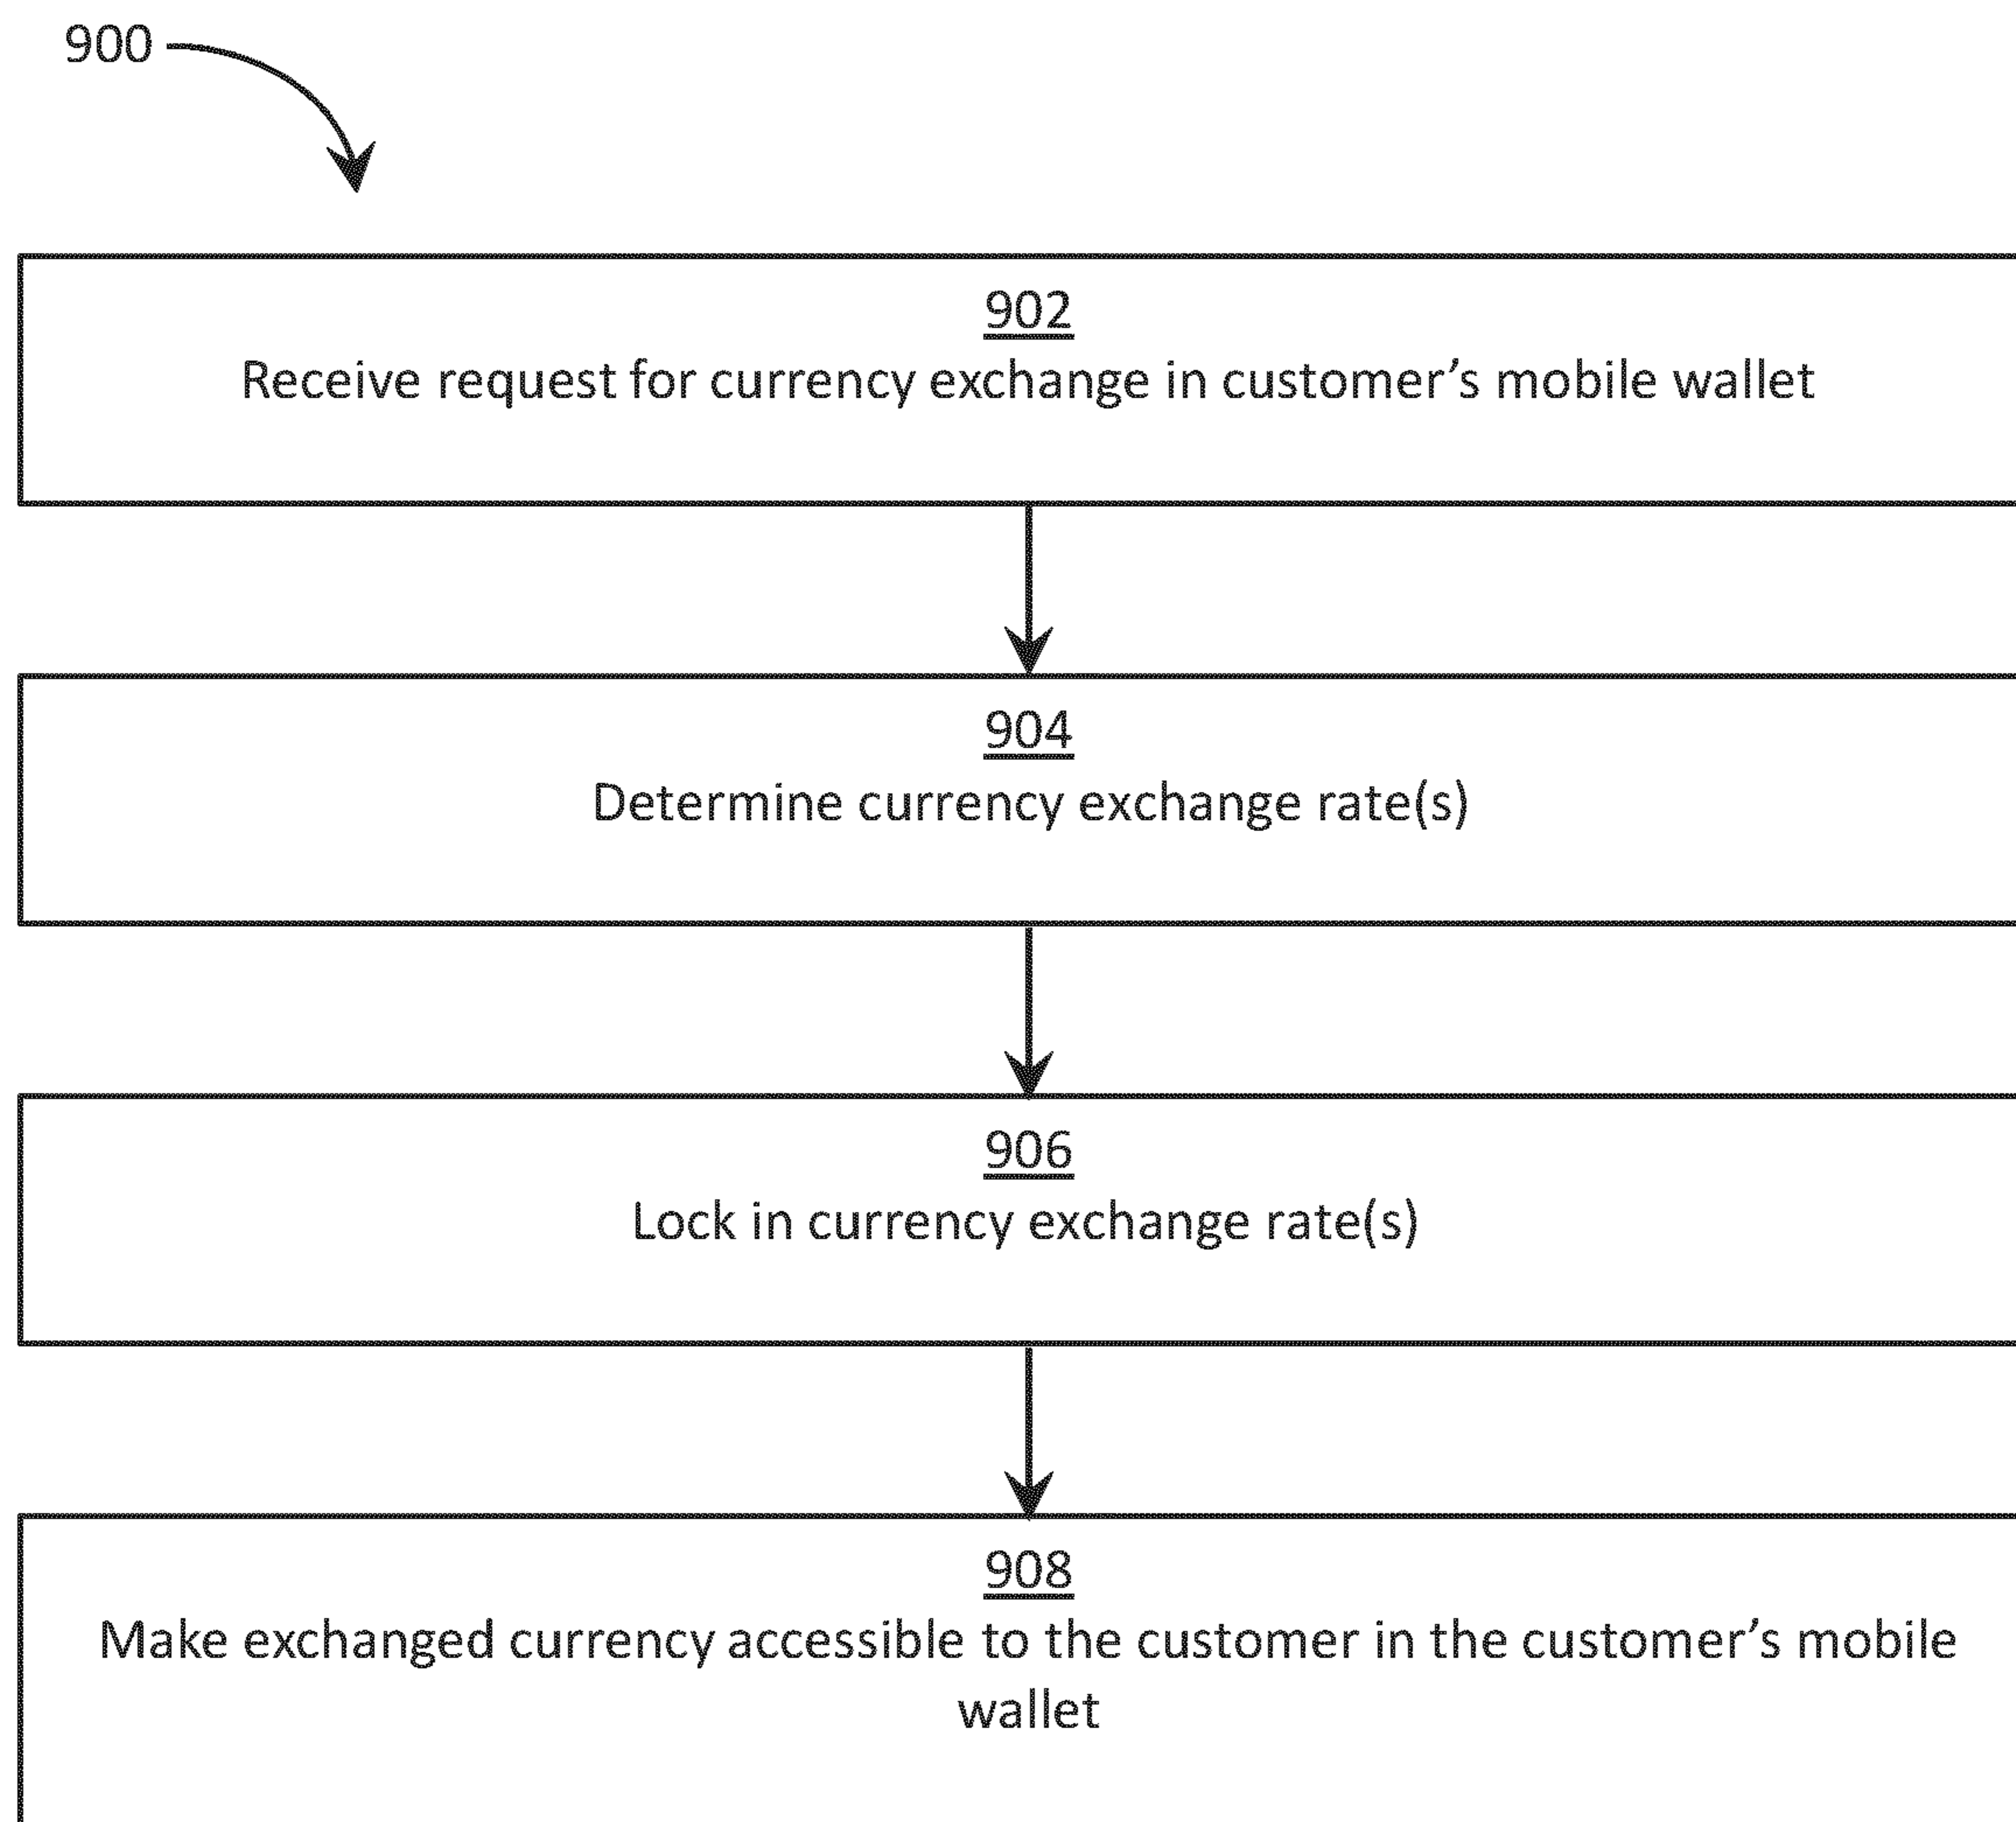 900
902
Receive request for currency exchange in customer’s mobile wallet
904
Determine currency exchange rate(s)
906
Lock in currency exchange rate(s)
908
Make exchanged currency accessible to the customer in the customer’s mobile
wallet